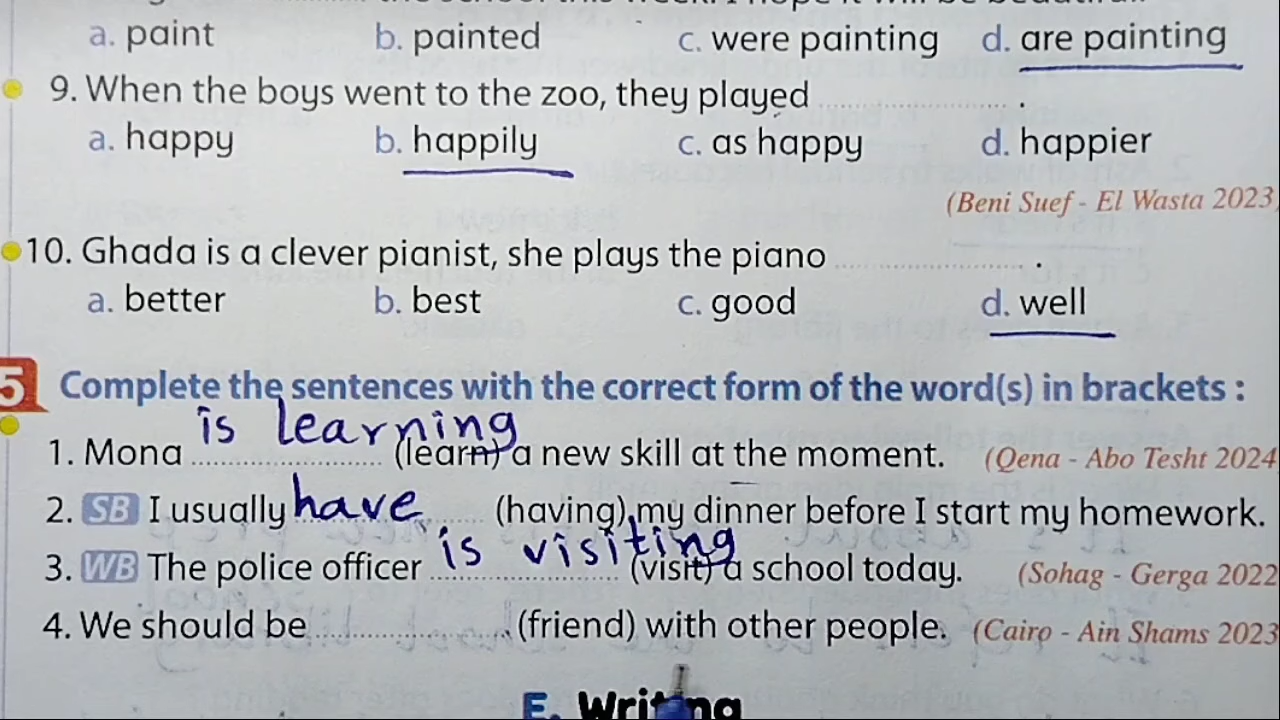 a. paint b. painted c. were painting d. are painting
9. When the boys went to the zoo, they played .................... .
a. happy b. happily c. as happy d. happier
(Beni Suef - El Wasta 2023
10. Ghada is a clever pianist, she plays the piano .................... .
a. better b. best c. good d. well
5 Complete the sentences with the correct form of the word(s) in brackets :
is learning
1. Mona .................... (learn) a new skill at the moment. (Qena - Abo Tesht 2024
2. SB I usually have .......... (having) my dinner before I start my homework.
is visiting
3. WB The police officer .................... (visit) a school today. (Sohag - Gerga 2022
4. We should be .................... (friend) with other people. (Cairo - Ain Shams 2023
E. Writing